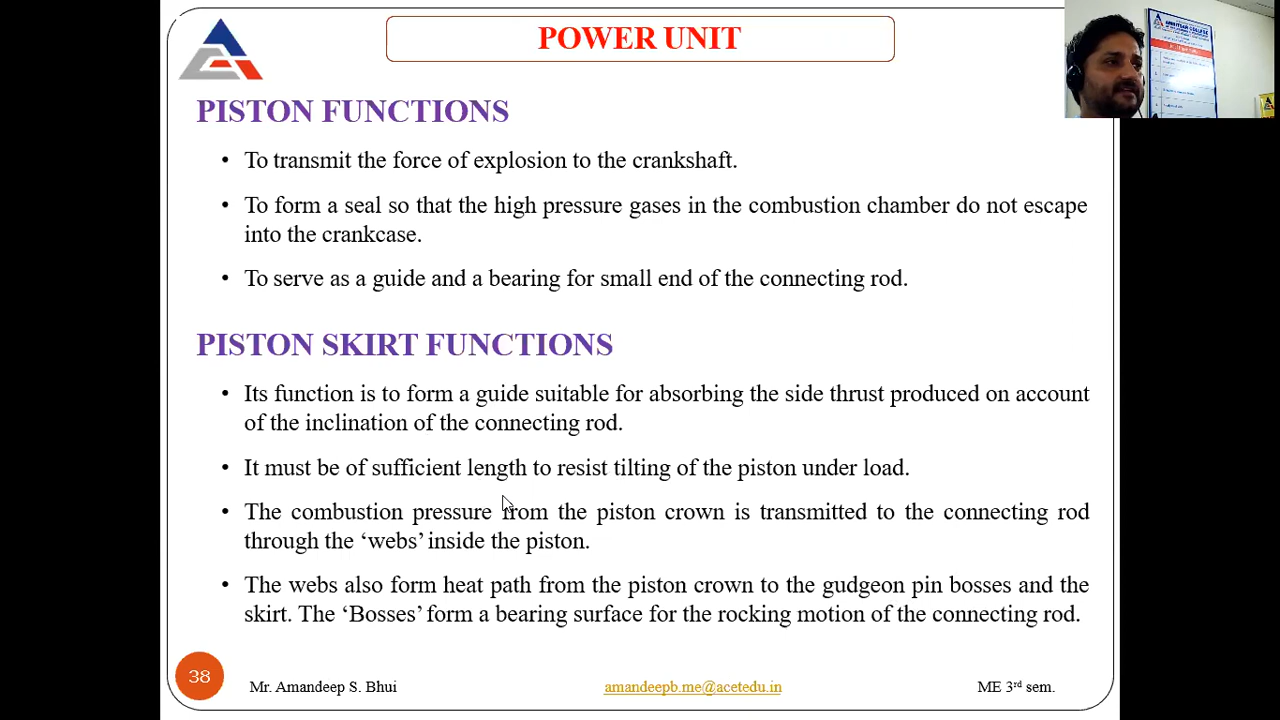 POWER UNIT
PISTON FUNCTIONS
• To transmit the force of explosion to the crankshaft.
• To form a seal so that the high pressure gases in the combustion chamber do not escape
into the crankcase.
• To serve as a guide and a bearing for small end of the connecting rod.
PISTON SKIRT FUNCTIONS
• Its function is to form a guide suitable for absorbing the side thrust produced on account
of the inclination of the connecting rod.
• It must be of sufficient length to resist tilting of the piston under load.
• The combustion pressure from the piston crown is transmitted to the connecting rod
through the ‘webs’ inside the piston.
• The webs also form heat path from the piston crown to the gudgeon pin bosses and the
skirt. The ‘Bosses’ form a bearing surface for the rocking motion of the connecting rod.
38
Mr. Amandeep S. Bhui
amandeepb.me@acetedu.in
ME 3rd sem.